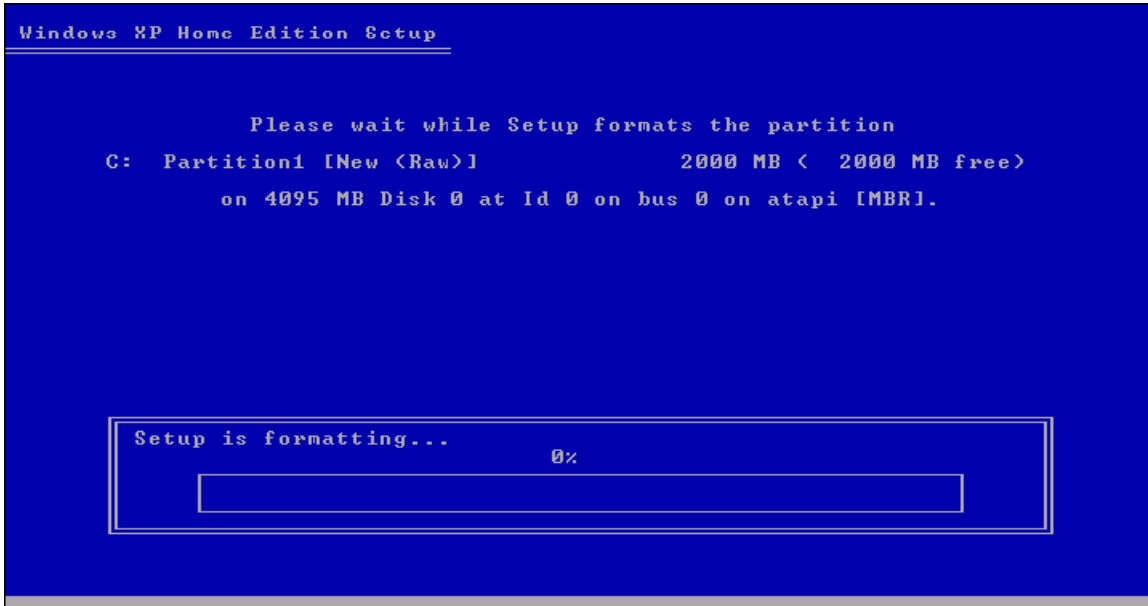 Windows XP Home Edition Setup
Please wait while Setup formats the partition
C: Partition1 [New (Raw)] 2000 MB ( 2000 MB free)
on 4095 MB Disk 0 at Id 0 on bus 0 on atapi [MBR].
Setup is formatting...
0%